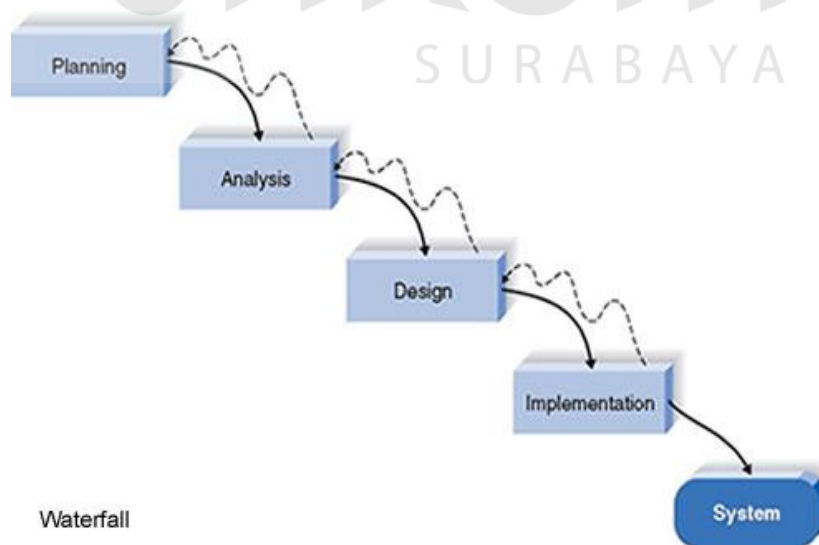 SURABAYA
Planning
Analysis
Design
Implementation
System
Waterfall